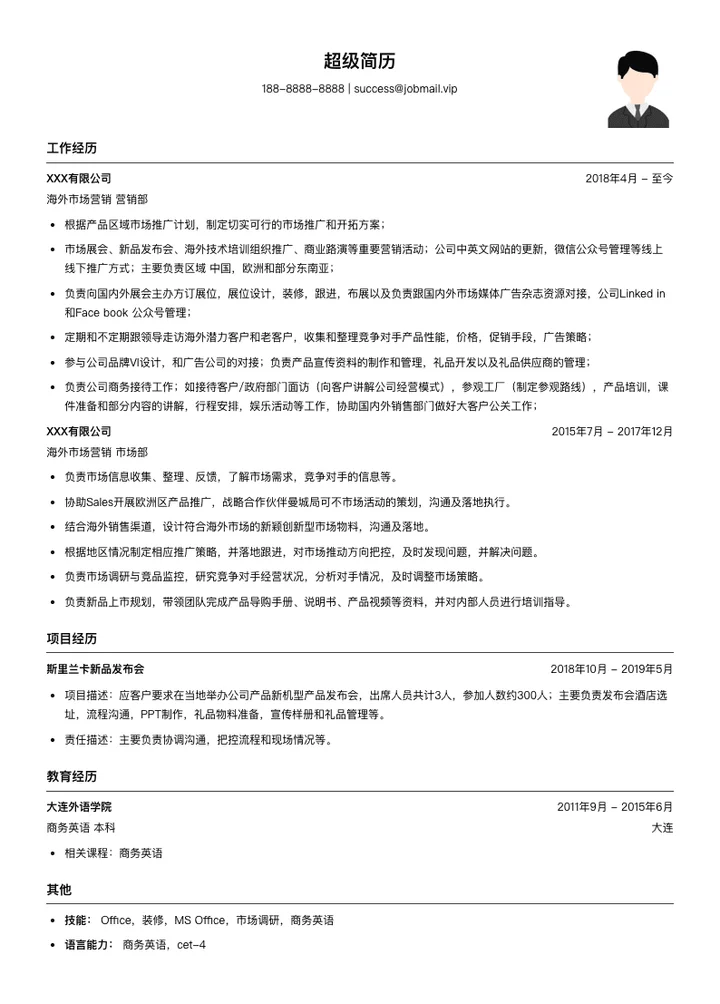 超级简历
188-8888-8888 | success@jobmail.vip
工作经历
XXX有限公司 2018年4月 – 至今
海外市场营销 营销部
• 根据产品区域市场推广计划，制定切实可行的市场推广和开拓方案；
• 市场展会、新品发布会、海外技术培训组织推广、商业路演等重要营销活动；公司中英文网站的更新，微信公众号管理等线上
线下推广方式；主要负责区域 中国，欧洲和部分东南亚；
• 负责向国内外展会主办方订展位，展位设计，装修，跟进，布展以及负责跟国内外市场媒体广告杂志资源对接，公司Linked in
和Face book 公众号管理；
• 定期和不定期跟领导走访海外潜力客户和老客户，收集和整理竞争对手产品性能，价格，促销手段，广告策略；
• 参与公司品牌VI设计，和广告公司的对接；负责产品宣传资料的制作和管理，礼品开发以及礼品供应商的管理；
• 负责公司商务接待工作；如接待客户/政府部门面访（向客户讲解公司经营模式），参观工厂（制定参观路线），产品培训，课
件准备和部分内容的讲解，行程安排，娱乐活动等工作，协助国内外销售部门做好大客户公关工作；
XXX有限公司 2015年7月 – 2017年12月
海外市场营销 市场部
• 负责市场信息收集、整理、反馈，了解市场需求，竞争对手的信息等。
• 协助Sales开展欧洲区产品推广，战略合作伙伴曼城局可不市场活动的策划，沟通及落地执行。
• 结合海外销售渠道，设计符合海外市场的新颖创新型市场物料，沟通及落地。
• 根据地区情况制定相应推广策略，并落地跟进，对市场推动方向把控，及时发现问题，并解决问题。
• 负责市场调研与竞品监控，研究竞争对手经营状况，分析对手情况，及时调整市场策略。
• 负责新品上市规划，带领团队完成产品导购手册、说明书、产品视频等资料，并对内部人员进行培训指导。
项目经历
斯里兰卡新品发布会 2018年10月 – 2019年5月
• 项目描述：应客户要求在当地举办公司产品新机型产品发布会，出席人员共计3人，参加人数约300人；主要负责发布会酒店选
址，流程沟通，PPT制作，礼品物料准备，宣传样册和礼品管理等。
• 责任描述：主要负责协调沟通，把控流程和现场情况等。
教育经历
大连外语学院 2011年9月 – 2015年6月
商务英语 本科 大连
• 相关课程：商务英语
其他
• 技能： Office，装修，MS Office，市场调研，商务英语
• 语言能力： 商务英语，cet-4